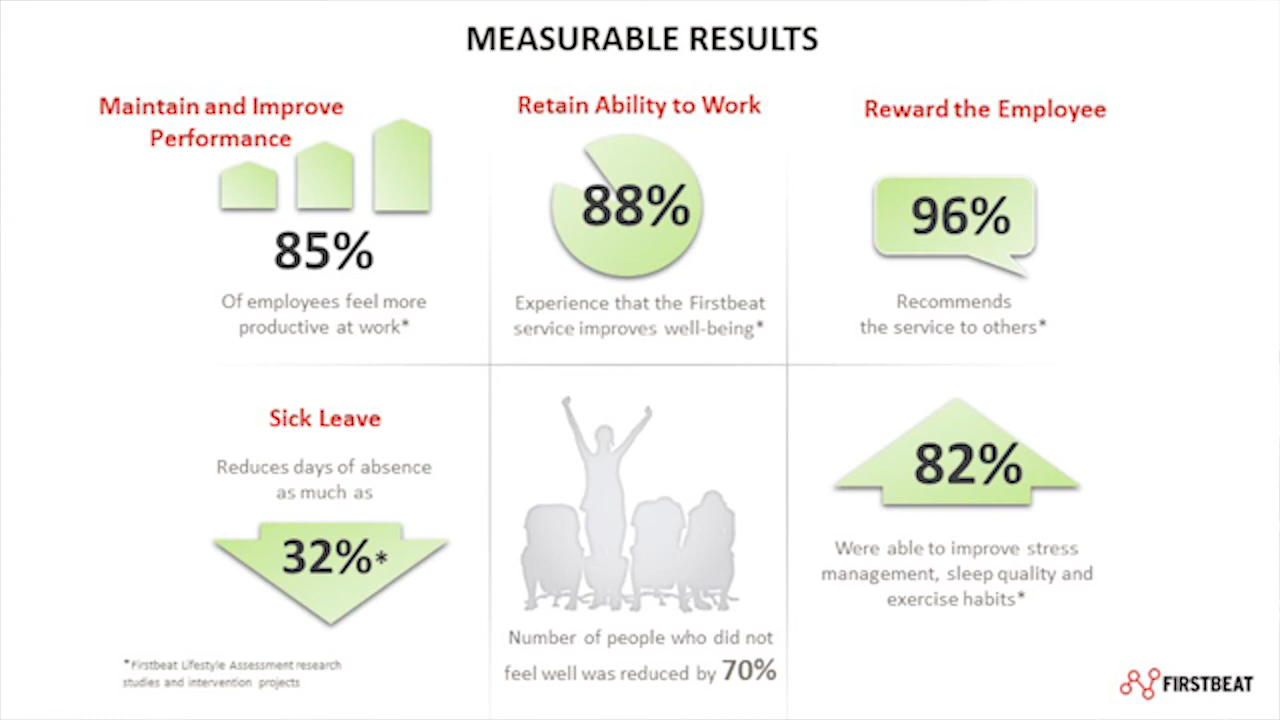 MEASURABLE RESULTS
Maintain and Improve
Performance
85%
Of employees feel more
productive at work*
Retain Ability to Work
88%
Experience that the Firstbeat
service improves well-being*
Reward the Employee
96%
Recommends
the service to others*
Sick Leave
Reduces days of absence
as much as
32%*
Number of people who did not
feel well was reduced by 70%
82%
Were able to improve stress
management, sleep quality and
exercise habits*
*Firstbeat Lifestyle Assessment research
studies and intervention projects
FIRSTBEAT